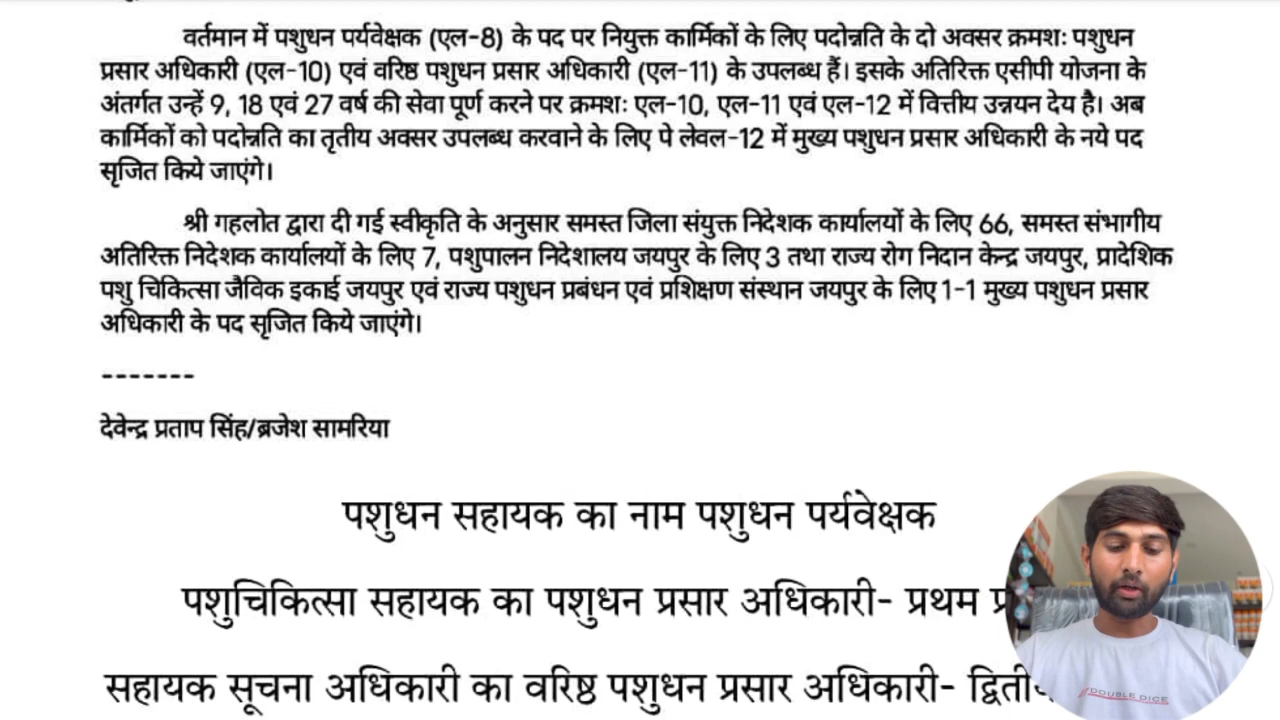 वर्तमान में पशुधन पर्यवेक्षक (एल-8) के पद पर नियुक्त कार्मिकों के लिए पदोन्नति के दो अवसर क्रमशः पशुधन
प्रसार अधिकारी (एल-10) एवं वरिष्ठ पशुधन प्रसार अधिकारी (एल-11) के उपलब्ध हैं। इसके अतिरिक्त एसीपी योजना के
अंतर्गत उन्हें 9, 18 एवं 27 वर्ष की सेवा पूर्ण करने पर क्रमशः एल-10, एल-11 एवं एल-12 में वित्तीय उन्नयन देय है। अब
कार्मिकों को पदोन्नति का तृतीय अवसर उपलब्ध करवाने के लिए पे लेवल-12 में मुख्य पशुधन प्रसार अधिकारी के नये पद
सृजित किये जाएंगे।
श्री गहलोत द्वारा दी गई स्वीकृति के अनुसार समस्त जिला संयुक्त निदेशक कार्यालयों के लिए 66, समस्त संभागीय
अतिरिक्त निदेशक कार्यालयों के लिए 7, पशुपालन निदेशालय जयपुर के लिए 3 तथा राज्य रोग निदान केन्द्र जयपुर, प्रादेशिक
पशु चिकित्सा जैविक इकाई जयपुर एवं राज्य पशुधन प्रबंधन एवं प्रशिक्षण संस्थान जयपुर के लिए 1-1 मुख्य पशुधन प्रसार
अधिकारी के पद सृजित किये जाएंगे।
-------
देवेन्द्र प्रताप सिंह/ब्रजेश सामरिया
पशुधन सहायक का नाम पशुधन पर्यवेक्षक
पशुचिकित्सा सहायक का पशुधन प्रसार अधिकारी- प्रथम
सहायक सूचना अधिकारी का वरिष्ठ पशुधन प्रसार अधिकारी-
DOUBLE DICE